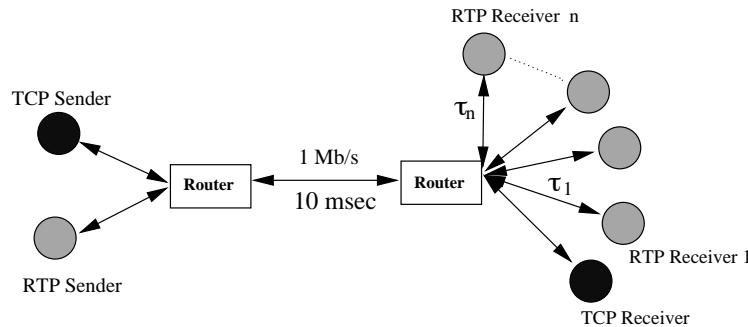 RTP Receiver n
TCP Sender
τn
1 Mb/s
Router
Router
10 msec
τ1
RTP Sender
RTP Receiver 1
TCP Receiver